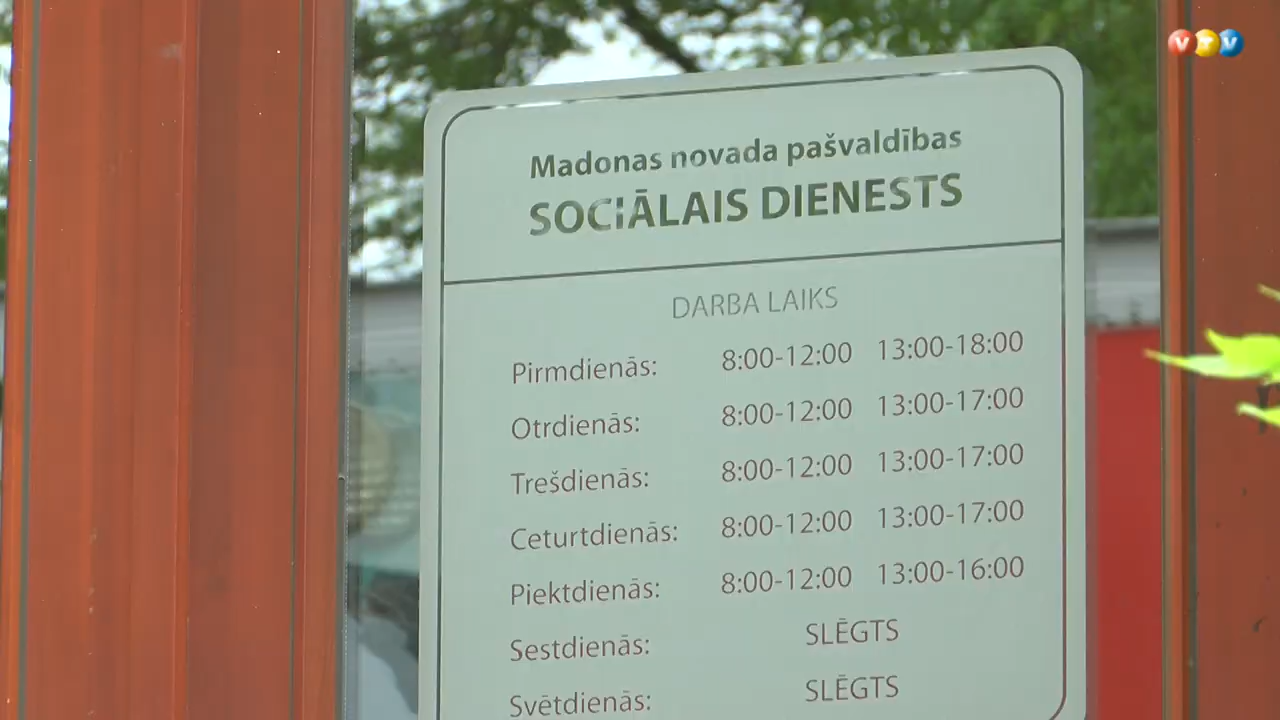 VTV
Madonas novada pašvaldības
SOCIĀLAIS DIENESTS
DARBA LAIKS
Pirmdienās: 8:00-12:00 13:00-18:00
Otrdienās: 8:00-12:00 13:00-17:00
Trešdienās: 8:00-12:00 13:00-17:00
Ceturtdienās: 8:00-12:00 13:00-17:00
Piektdienās: 8:00-12:00 13:00-16:00
Sestdienās: SLĒGTS
Svētdienās: SLĒGTS